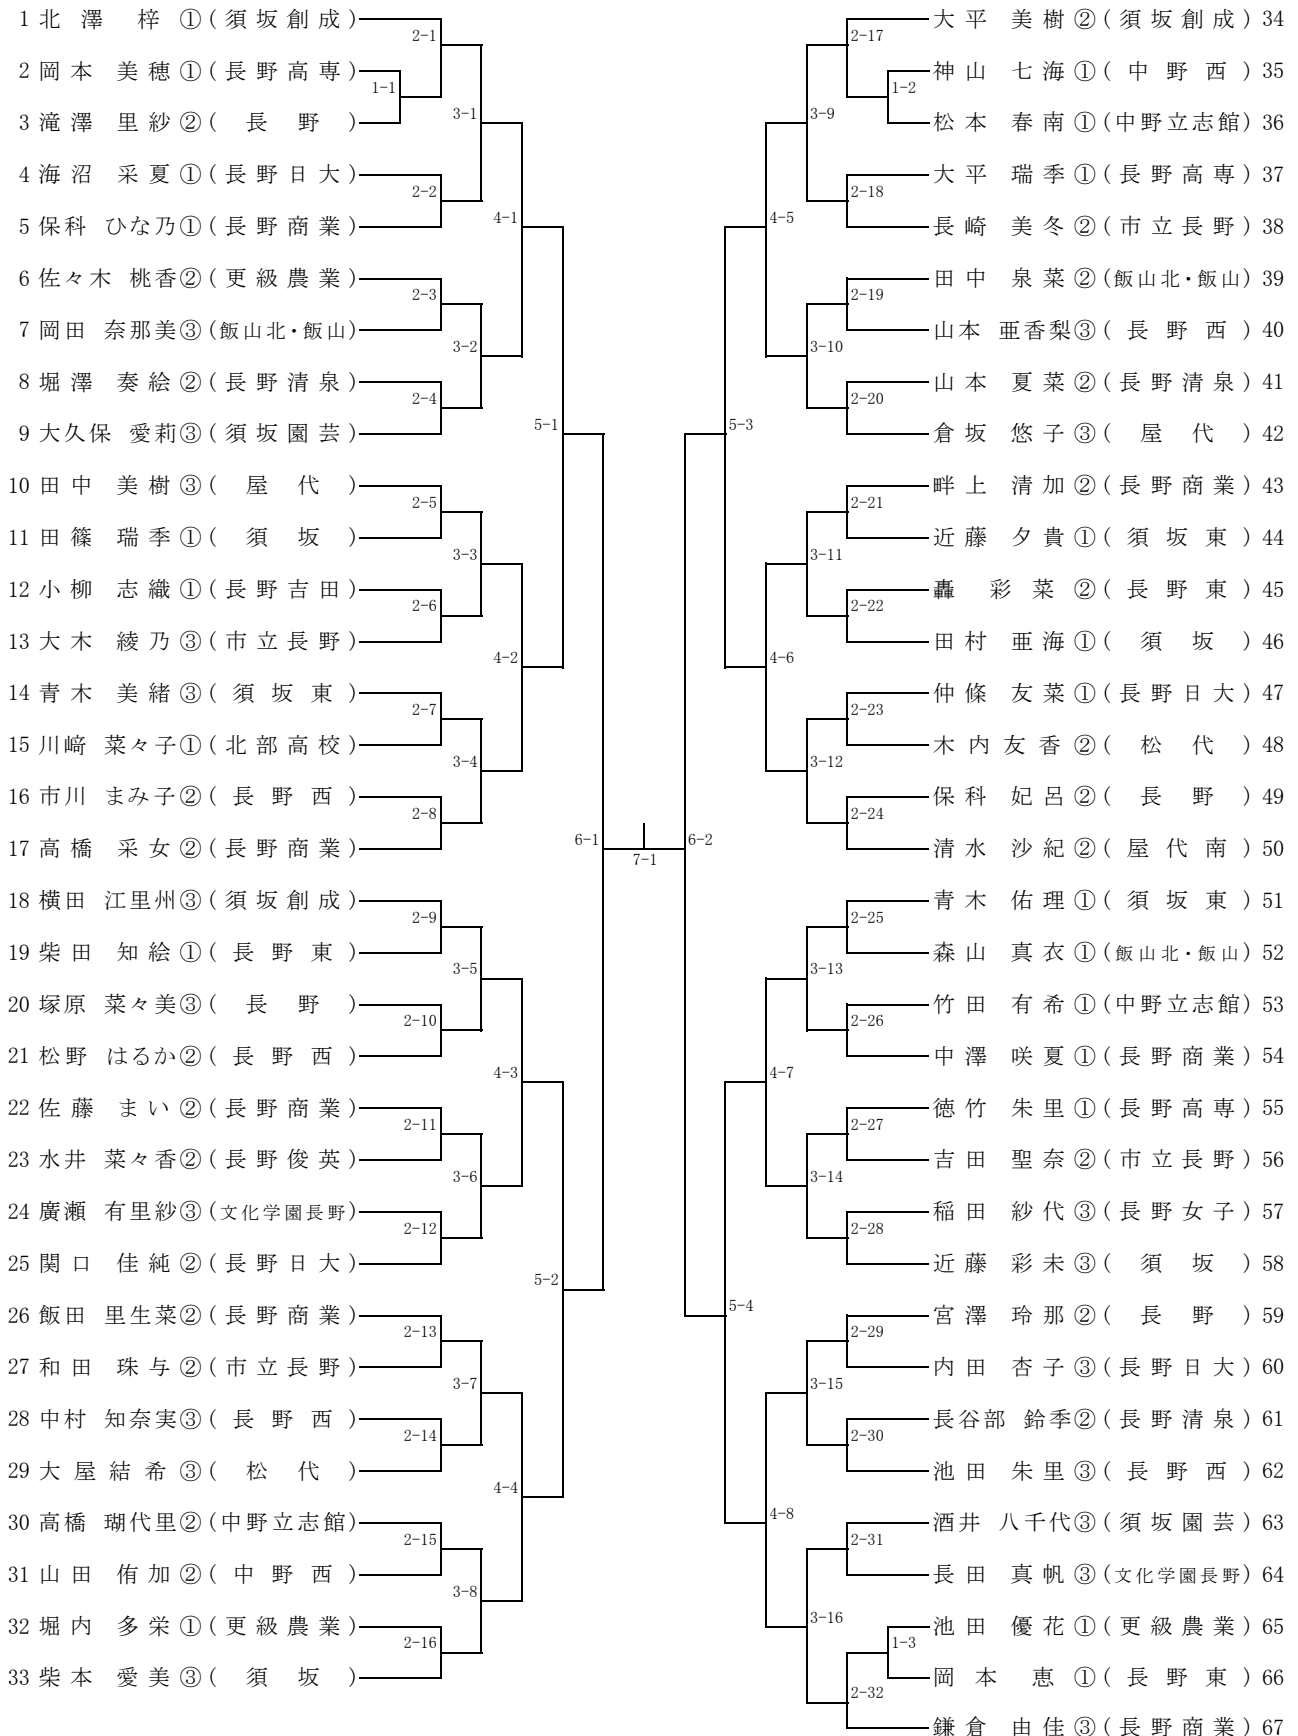 1 北澤 梓 ①(須坂創成)
2 岡本 美穂 ①(長野高専)
3 滝澤 里紗 ②(長野)
4 海沼 采夏 ①(長野日大)
5 保科 ひな乃 ①(長野商業)
6 佐々木 桃香 ②(更級農業)
7 岡田 奈那美 ③(飯山北・飯山)
8 堀澤 奏絵 ②(長野清泉)
9 大久保 愛莉 ③(須坂園芸)
10 田中 美樹 ③(屋代)
11 田篠 瑞季 ①(須坂)
12 小柳 志織 ①(長野吉田)
13 大木 綾乃 ③(市立長野)
14 青木 美緒 ③(須坂東)
15 川﨑 菜々子 ①(北部高校)
16 市川 まみ子 ②(長野西)
17 高橋 采女 ②(長野商業)
18 横田 江里州 ③(須坂創成)
19 柴田 知絵 ①(長野東)
20 塚原 菜々美 ③(長野)
21 松野 はるか ②(長野西)
22 佐藤 まい ②(長野商業)
23 水井 菜々香 ②(長野俊英)
24 廣瀬 有里紗 ③(文化学園長野)
25 関口 佳純 ②(長野日大)
26 飯田 里生菜 ②(長野商業)
27 和田 珠与 ②(市立長野)
28 中村 知奈実 ③(長野西)
29 大屋結希 ③(松代)
30 高橋 瑚代里 ②(中野立志館)
31 山田 侑加 ②(中野西)
32 堀内 多栄 ①(更級農業)
33 柴本 愛美 ③(須坂)
2-1
1-1
3-1
2-2
4-1
2-3
3-2
2-4
5-1
2-5
3-3
2-6
4-2
2-7
3-4
2-8
6-1
2-9
3-5
2-10
4-3
2-11
3-6
2-12
5-2
2-13
3-7
2-14
4-4
2-15
3-8
2-16
7-1
2-17
1-2
3-9
2-18
4-5
2-19
3-10
2-20
5-3
2-21
3-11
2-22
4-6
2-23
3-12
2-24
6-2
2-25
3-13
2-26
4-7
2-27
3-14
2-28
5-4
2-29
3-15
2-30
4-8
2-31
3-16
1-3
2-32
大平 美樹 ②(須坂創成) 34
神山 七海 ①(中野西) 35
松本 春南 ①(中野立志館) 36
大平 瑞季 ①(長野高専) 37
長崎 美冬 ②(市立長野) 38
田中 泉菜 ②(飯山北・飯山) 39
山本 亜香梨 ③(長野西) 40
山本 夏菜 ②(長野清泉) 41
倉坂 悠子 ③(屋代) 42
畔上 清加 ②(長野商業) 43
近藤 夕貴 ①(須坂東) 44
轟 彩菜 ②(長野東) 45
田村 亜海 ①(須坂) 46
仲條 友菜 ①(長野日大) 47
木内友香 ②(松代) 48
保科 妃呂 ②(長野) 49
清水 沙紀 ②(屋代南) 50
青木 佑理 ①(須坂東) 51
森山 真衣 ①(飯山北・飯山) 52
竹田 有希 ①(中野立志館) 53
中澤 咲夏 ①(長野商業) 54
徳竹 朱里 ①(長野高専) 55
吉田 聖奈 ②(市立長野) 56
稲田 紗代 ③(長野女子) 57
近藤 彩未 ③(須坂) 58
宮澤 玲那 ②(長野) 59
内田 杏子 ③(長野日大) 60
長谷部 鈴季 ②(長野清泉) 61
池田 朱里 ③(長野西) 62
酒井 八千代 ③(須坂園芸) 63
長田 真帆 ③(文化学園長野) 64
池田 優花 ①(更級農業) 65
岡本 恵 ①(長野東) 66
鎌倉 由佳 ③(長野商業) 67